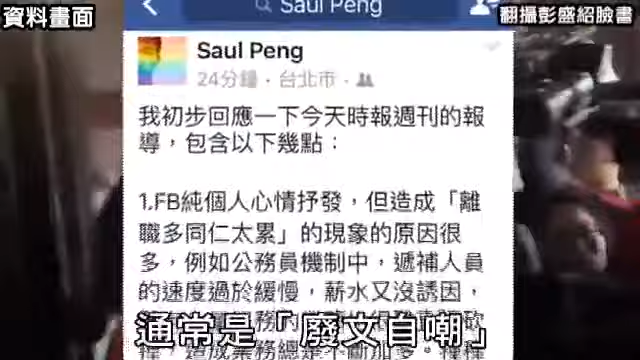 資料畫面
Saul Peng
翻攝彭盛紹臉書
Saul Peng
24分鐘・台北市・
我初步回應一下今天時報週刊的報
導，包含以下幾點：
1.FB純個人心情抒發，但造成「離
職多同仁太累」的現象的原因很
多，例如公務員機制中，遞補人員
的速度過於緩慢，薪水又沒誘因，
通常是「廢文自嘲」